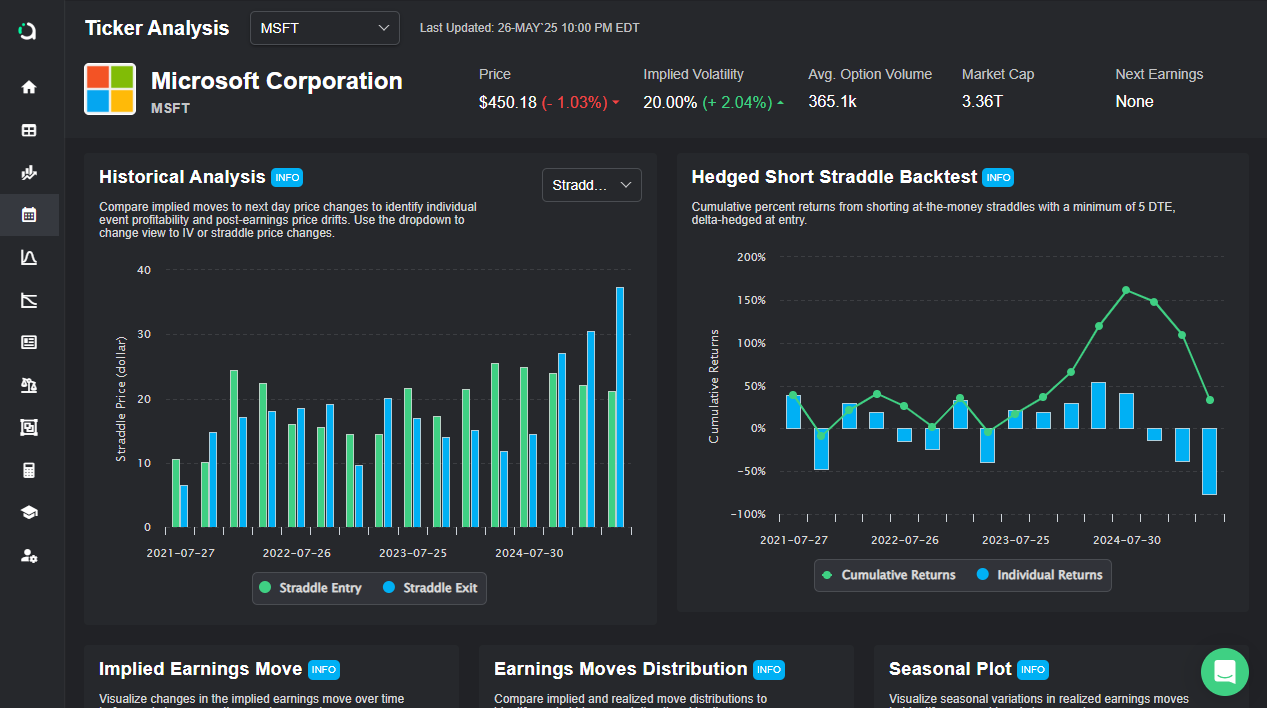 Ticker Analysis
MSFT
Last Updated: 26-MAY`25 10:00 PM EDT
Microsoft Corporation
MSFT
Price
$450.18 (- 1.03%)
Implied Volatility
20.00% (+ 2.04%)
Avg. Option Volume
365.1k
Market Cap
3.36T
Next Earnings
None
Historical Analysis INFO
Stradd...
Compare implied moves to next day price changes to identify individual
event profitability and post-earnings price drifts. Use the dropdown to
change view to IV or straddle price changes.
Straddle Price (dollar)
40
30
20
10
0
2021-07-27
2022-07-26
2023-07-25
2024-07-30
Straddle Entry
Straddle Exit
Hedged Short Straddle Backtest INFO
Cumulative percent returns from shorting at-the-money straddles with a minimum of 5 DTE,
delta-hedged at entry.
Cumulative Returns
200%
150%
100%
50%
0%
-50%
-100%
2021-07-27
2022-07-26
2023-07-25
2024-07-30
Cumulative Returns
Individual Returns
Implied Earnings Move INFO
Visualize changes in the implied earnings move over time
Earnings Moves Distribution INFO
Compare implied and realized move distributions to
Seasonal Plot INFO
Visualize seasonal variations in realized earnings moves